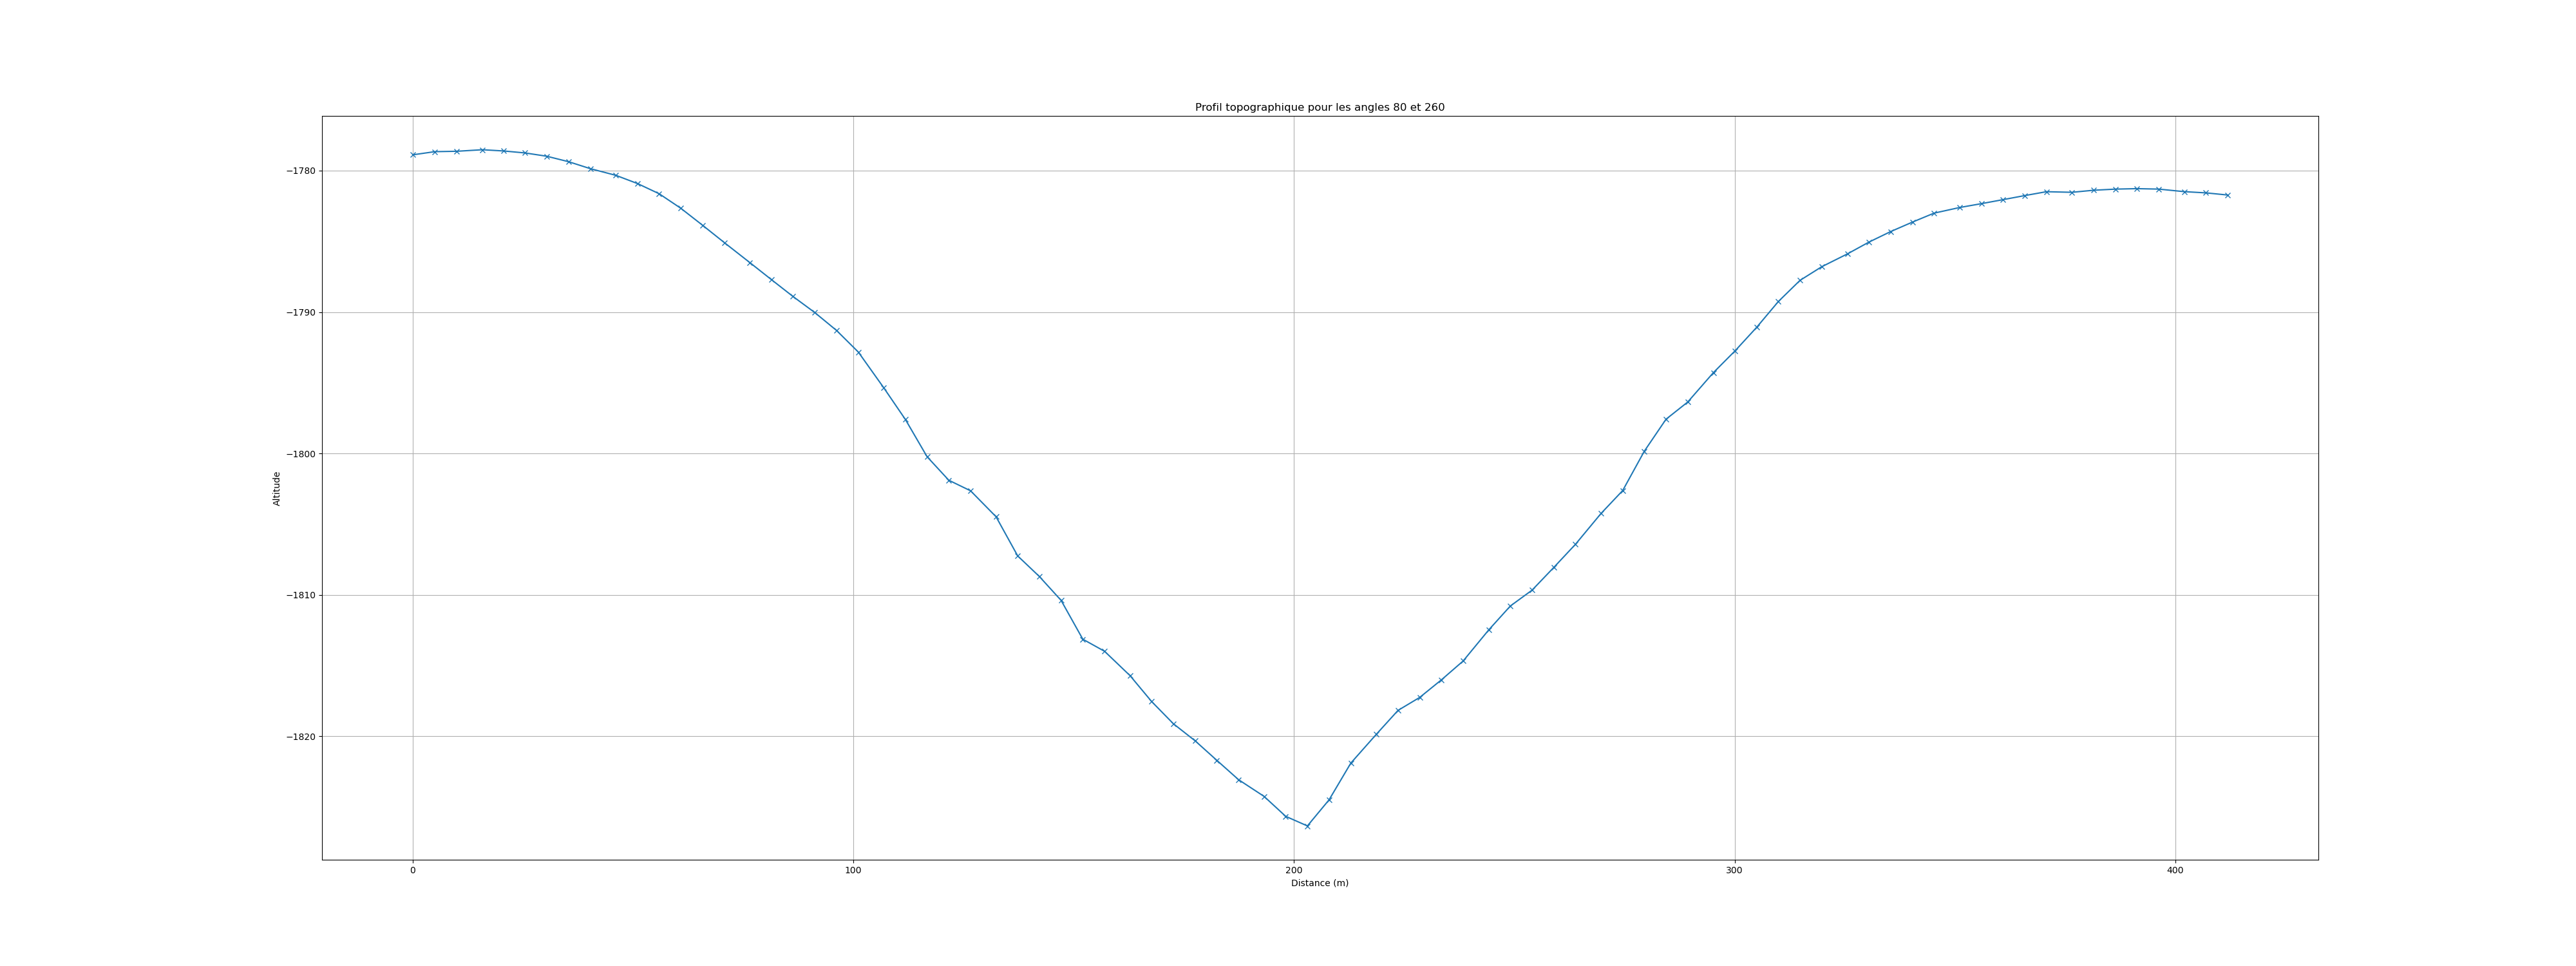 Profil topographique pour les angles 80 et 260
−1780
−1790
−1800
−1810
−1820
Altitude
0 100 200 300 400
Distance (m)